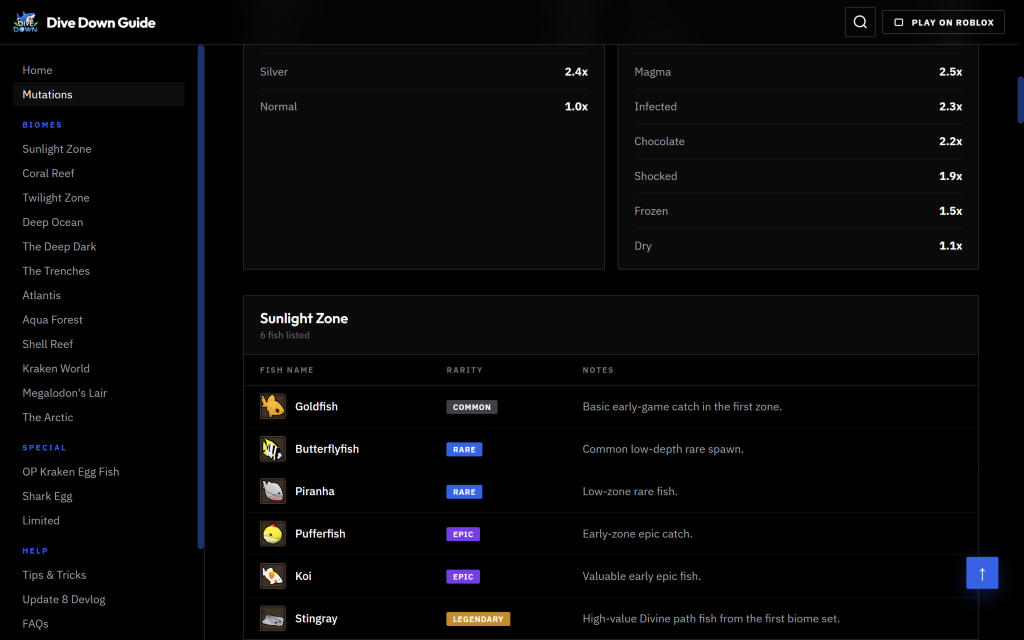 DIVE DOWN
Dive Down Guide
PLAY ON ROBLOX
Home
Mutations
BIOMES
Sunlight Zone
Coral Reef
Twilight Zone
Deep Ocean
The Deep Dark
The Trenches
Atlantis
Aqua Forest
Shell Reef
Kraken World
Megalodon's Lair
The Arctic
SPECIAL
OP Kraken Egg Fish
Shark Egg
Limited
HELP
Tips & Tricks
Update 8 Devlog
FAQs
Silver 2.4x
Normal 1.0x
Magma 2.5x
Infected 2.3x
Chocolate 2.2x
Shocked 1.9x
Frozen 1.5x
Dry 1.1x
Sunlight Zone
6 fish listed
FISH NAME RARITY NOTES
Goldfish COMMON Basic early-game catch in the first zone.
Butterflyfish RARE Common low-depth rare spawn.
Piranha RARE Low-zone rare fish.
Pufferfish EPIC Early-zone epic catch.
Koi EPIC Valuable early epic fish.
Stingray LEGENDARY High-value Divine path fish from the first biome set.
↑